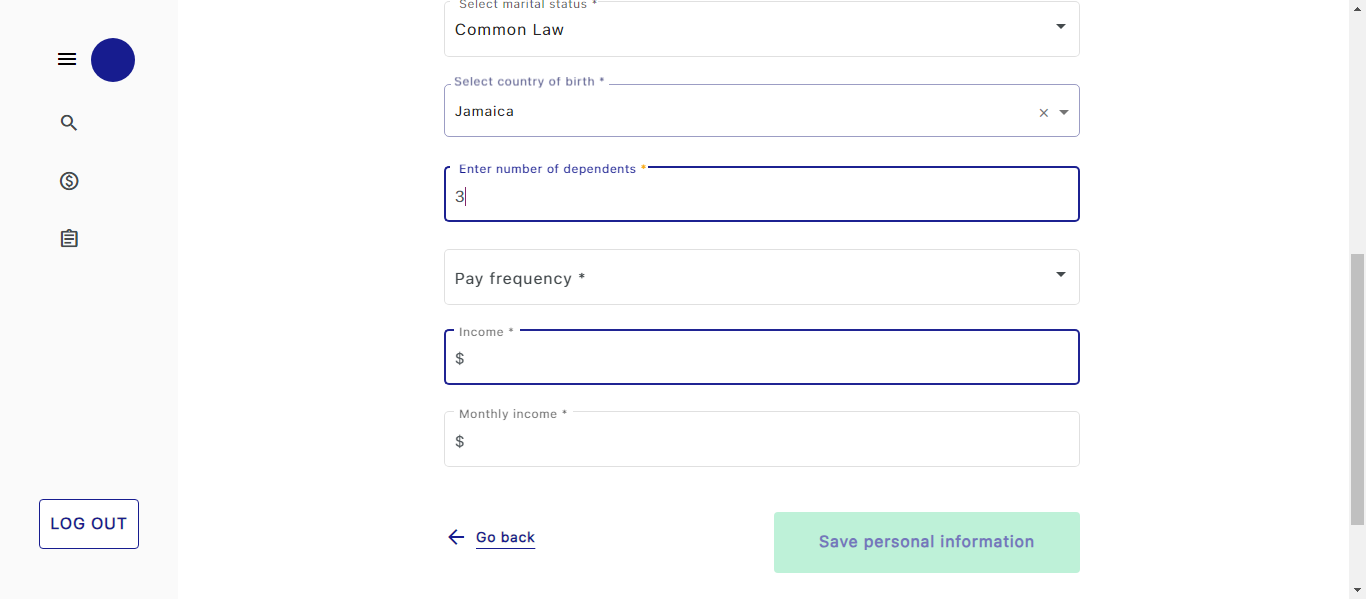 Select marital status *
Common Law
Select country of birth *
Jamaica
Enter number of dependents *
3
Pay frequency *
Income *
$
Monthly income *
$
LOG OUT
Go back
Save personal information